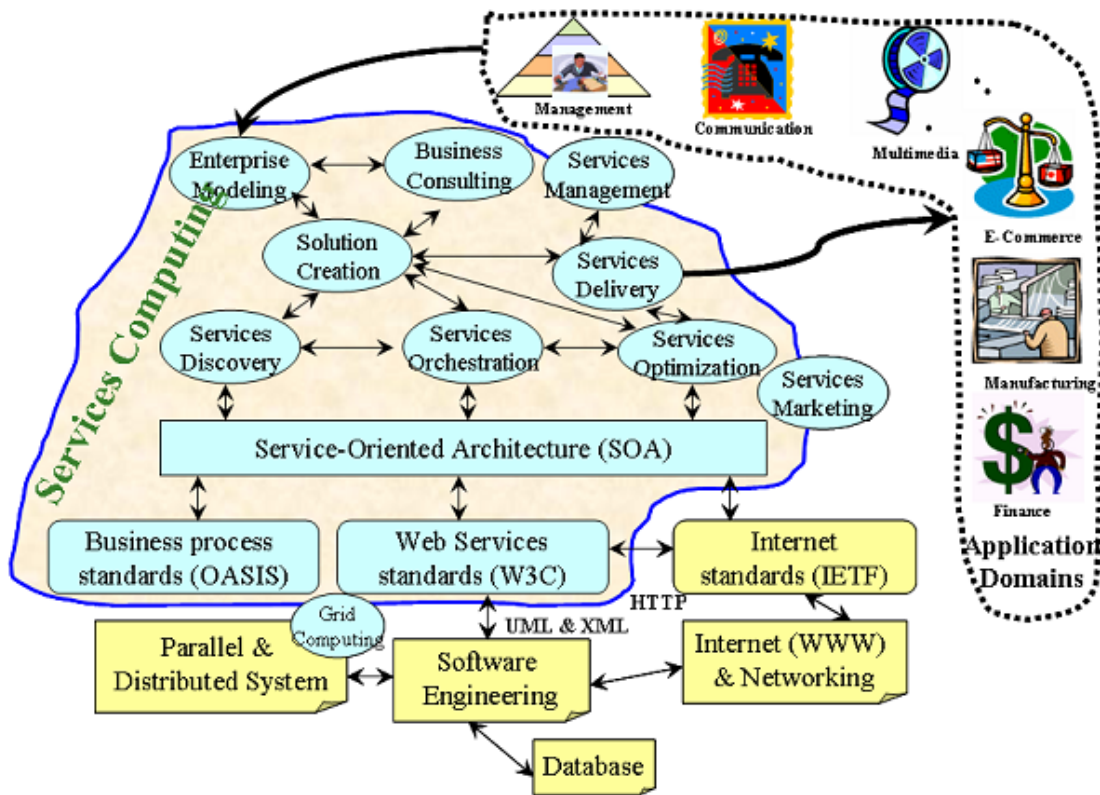 Management
Communication
Multimedia
E-Commerce
Manufacturing
Finance
Application
Domains
Services Computing
Enterprise
Modeling
Business
Consulting
Services
Management
Solution
Creation
Services
Delivery
Services
Discovery
Services
Orchestration
Services
Optimization
Services
Marketing
Service-Oriented Architecture (SOA)
Business process
standards (OASIS)
Web Services
standards (W3C)
Internet
standards (IETF)
HTTP
UML & XML
Grid
Computing
Parallel &
Distributed System
Software
Engineering
Internet (WWW)
& Networking
Database